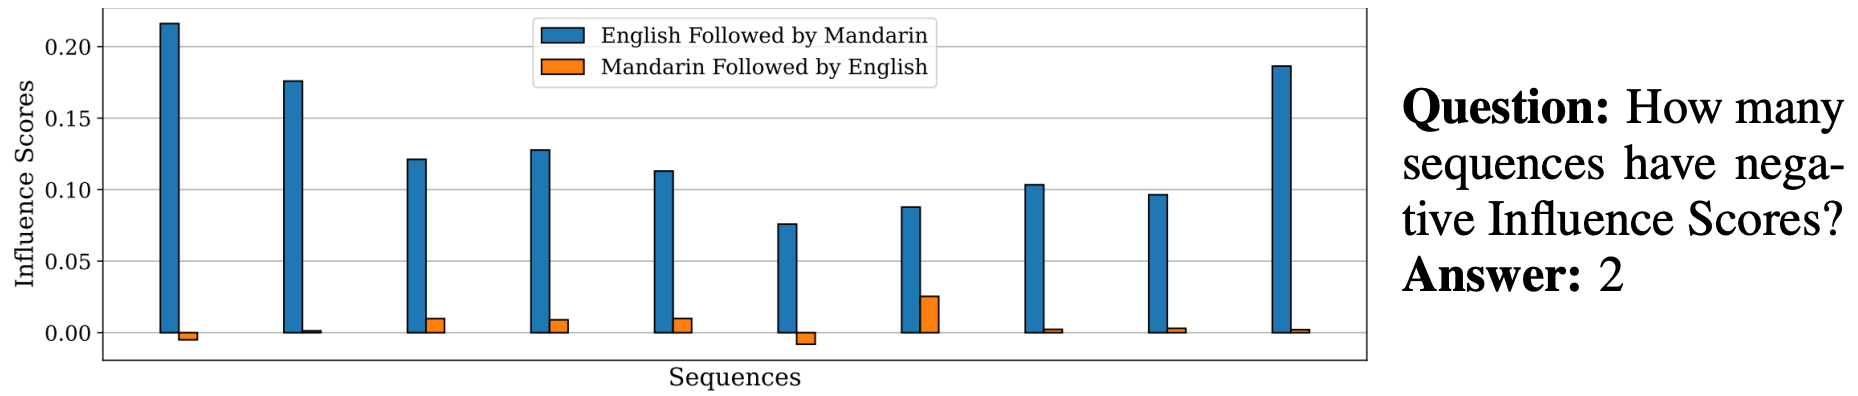 English Followed by Mandarin
Mandarin Followed by English
Influence Scores
0.20
0.15
0.10
0.05
0.00
Sequences
Question: How many
sequences have nega-
tive Influence Scores?
Answer: 2